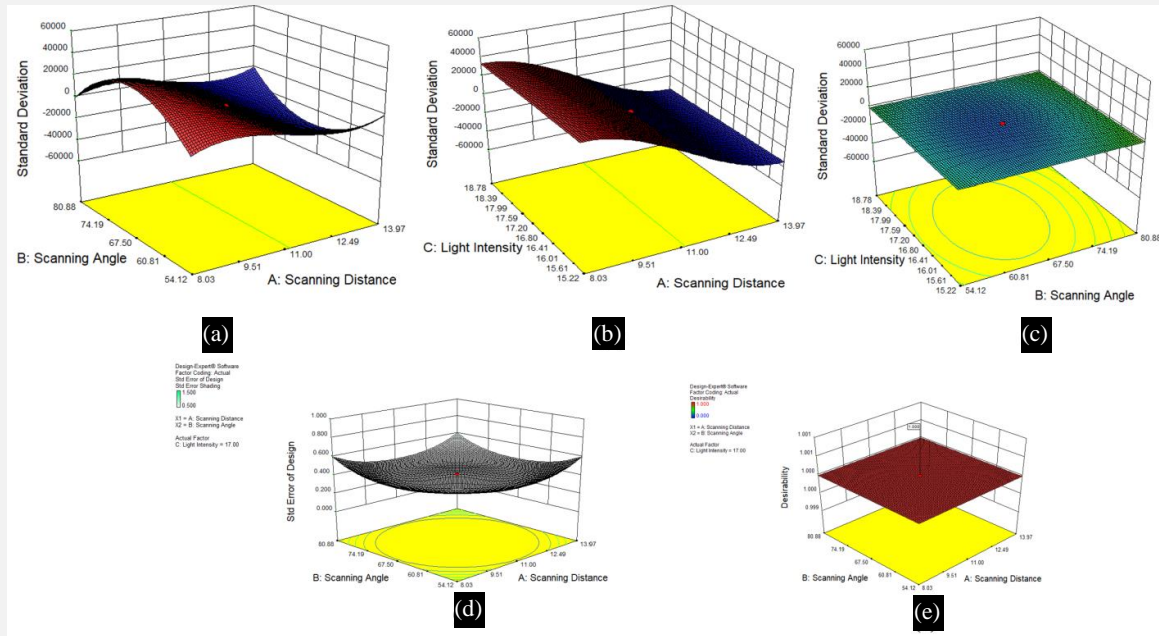 60000
40000
20000
0
-20000
-40000
-60000
Standard Deviation
80.88
74.19
67.50
60.81
54.12
B: Scanning Angle
8.03
9.51
11.00
12.49
13.97
A: Scanning Distance
(a)
60000
40000
20000
0
-20000
-40000
-60000
Standard Deviation
18.78
18.39
17.99
17.59
17.20
16.80
16.41
16.01
15.61
15.22
C: Light Intensity
8.03
9.51
11.00
12.49
13.97
A: Scanning Distance
(b)
60000
40000
20000
0
-20000
-40000
-60000
Standard Deviation
18.78
18.39
17.99
17.59
17.20
16.80
16.41
16.01
15.61
15.22
C: Light Intensity
54.12
60.81
67.50
74.19
80.88
B: Scanning Angle
(c)
Design-Expert® Software
Factor Coding: Actual
Std Error of Design
Std Error Shading
1.500
0.500
X1 = A: Scanning Distance
X2 = B: Scanning Angle
Actual Factor
C: Light Intensity = 17.00
1.000
0.800
0.600
0.400
0.200
0.000
Std Error of Design
80.88
74.19
67.50
60.81
54.12
B: Scanning Angle
8.03
9.51
11.00
12.49
13.97
A: Scanning Distance
(d)
Design-Expert® Software
Factor Coding: Actual
Desirability
1.000
0.000
X1 = A: Scanning Distance
X2 = B: Scanning Angle
Actual Factor
C: Light Intensity = 17.00
1.001
1.001
1.000
1.000
0.999
Desirability
80.88
74.19
67.50
60.81
54.12
B: Scanning Angle
8.03
9.51
11.00
12.49
13.97
A: Scanning Distance
(e)